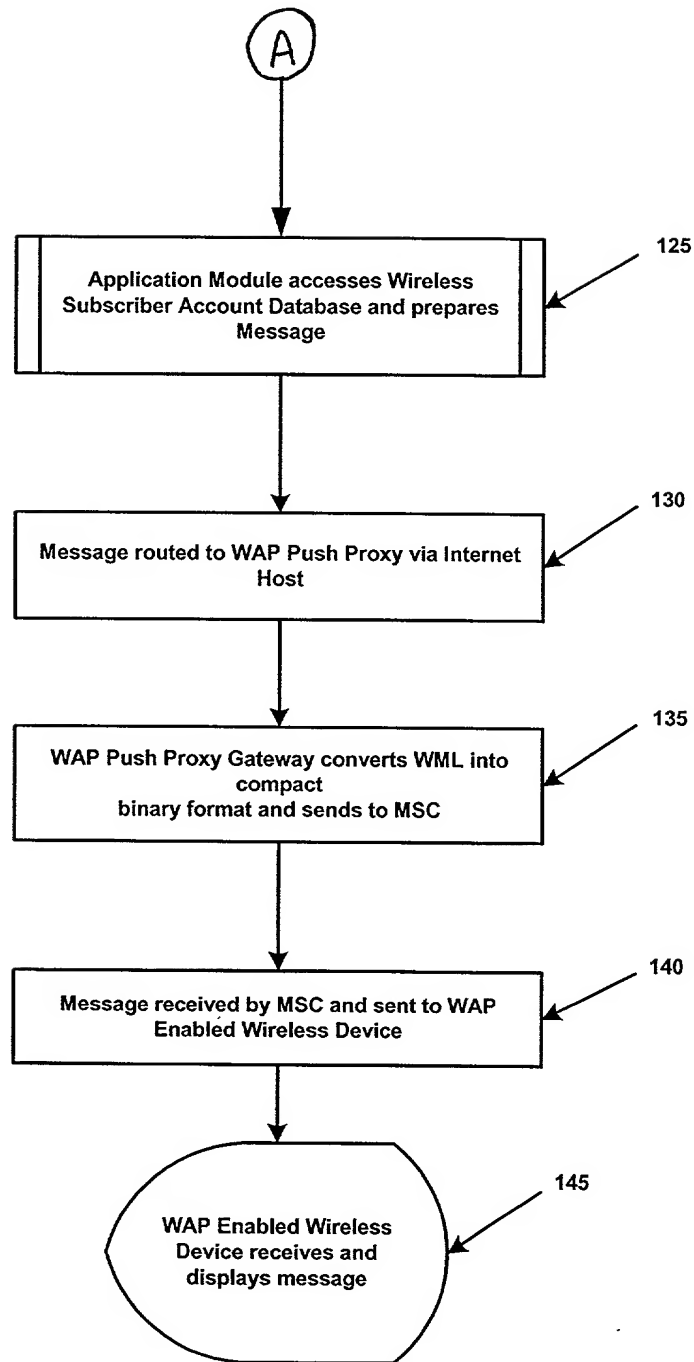 A
125
Application Module accesses Wireless
Subscriber Account Database and prepares
Message
130
Message routed to WAP Push Proxy via Internet
Host
135
WAP Push Proxy Gateway converts WML into
compact
binary format and sends to MSC
140
Message received by MSC and sent to WAP
Enabled Wireless Device
145
WAP Enabled Wireless
Device receives and
displays message